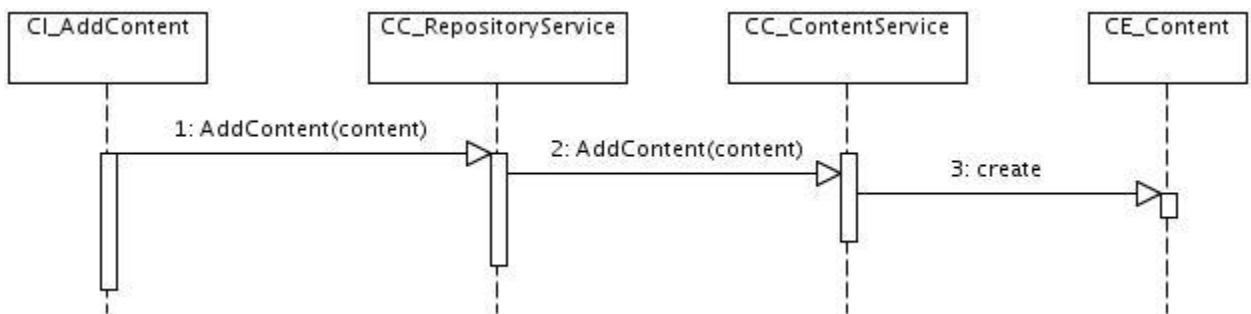 CI_AddContent
CC_RepositoryService
CC_ContentService
CE_Content
1: AddContent(content)
2: AddContent(content)
3: create